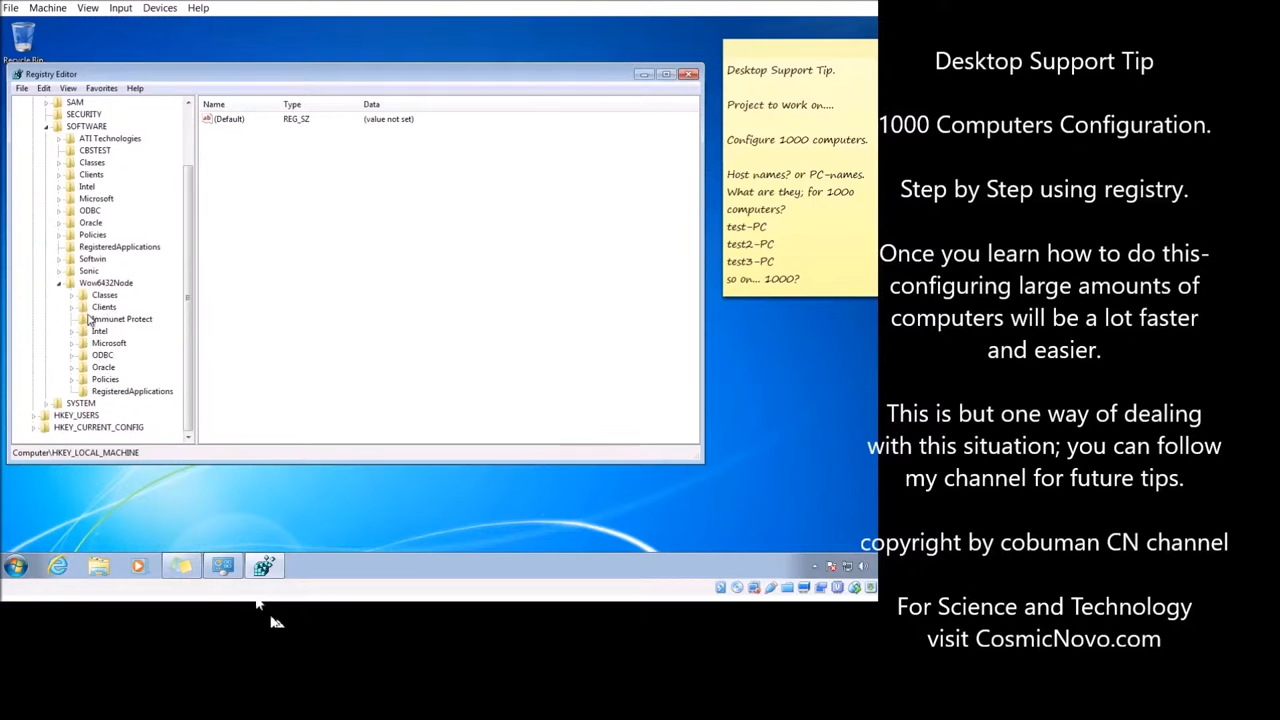 File Machine View Input Devices Help
Recycle Bin
Registry Editor
File Edit View Favorites Help
SAM
SECURITY
SOFTWARE
ATI Technologies
CBSTEST
Classes
Clients
Intel
Microsoft
ODBC
Oracle
Policies
RegisteredApplications
Softwin
Sonic
Wow6432Node
Classes
Clients
Immunet Protect
Intel
Microsoft
ODBC
Oracle
Policies
RegisteredApplications
SYSTEM
HKEY_USERS
HKEY_CURRENT_CONFIG
Name Type Data
ab (Default) REG_SZ (value not set)
Computer\HKEY_LOCAL_MACHINE
Desktop Support Tip.
Project to work on....
Configure 1000 computers.
Host names? or PC-names.
What are they; for 100o
computers?
test-PC
test2-PC
test3-PC
so on... 1000?
Desktop Support Tip
1000 Computers Configuration.
Step by Step using registry.
Once you learn how to do this-
configuring large amounts of
computers will be a lot faster
and easier.
This is but one way of dealing
with this situation; you can follow
my channel for future tips.
copyright by cobuman CN channel
For Science and Technology
visit CosmicNovo.com